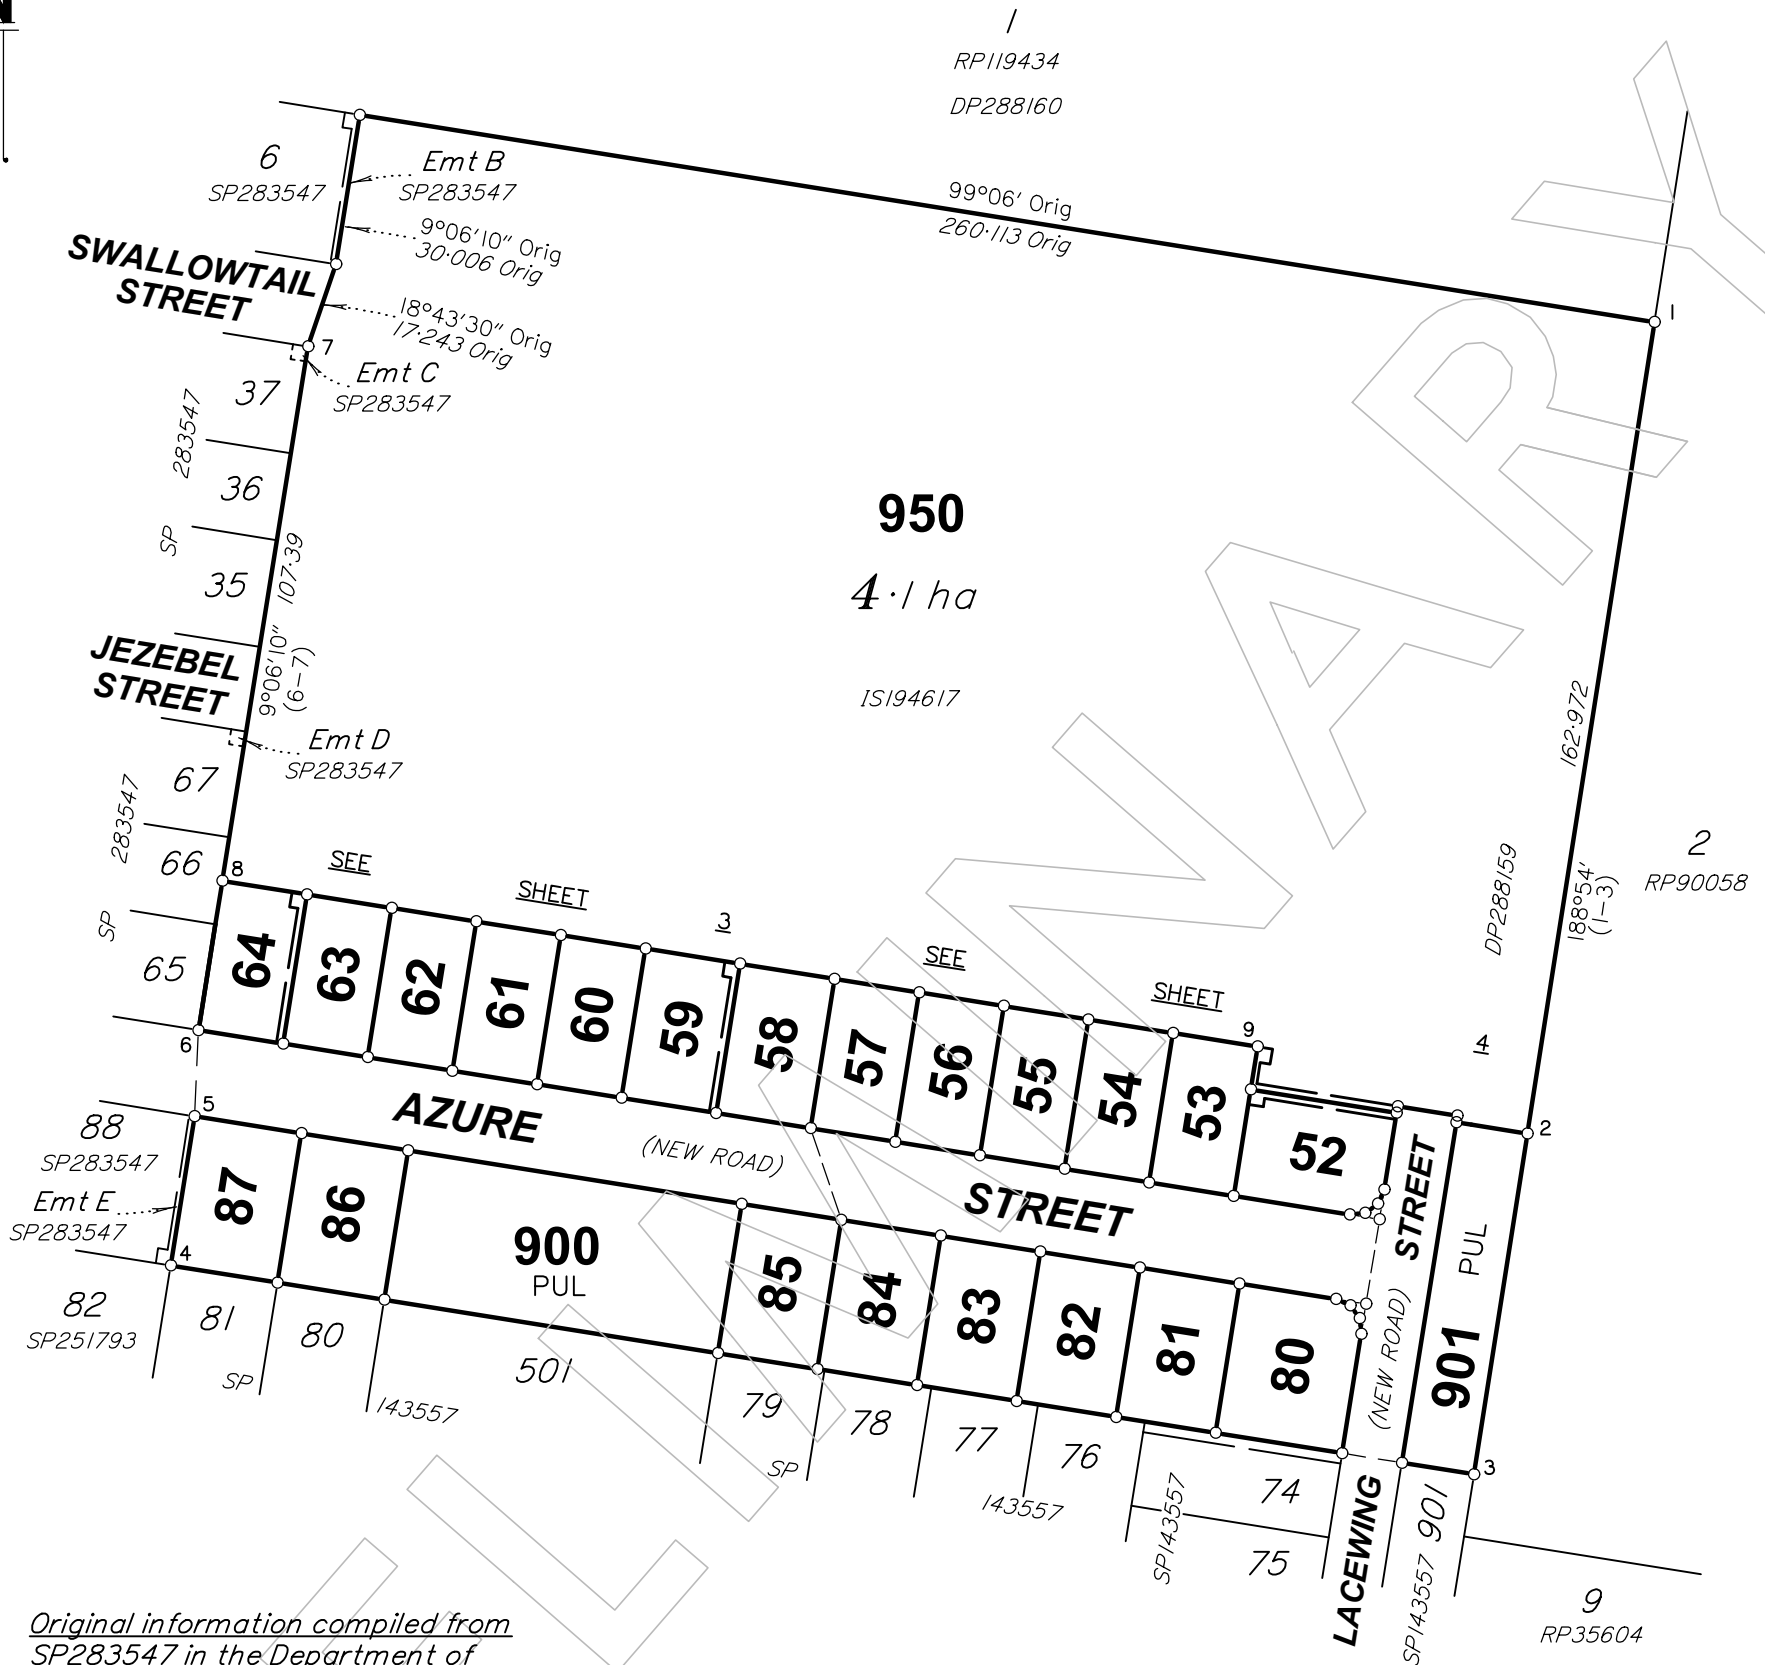 1
RP119434
DP288160
6
SP283547
Emt B
SP283547
99°06′ Orig
260·113 Orig
9°06′10″ Orig
30·006 Orig
SWALLOWTAIL
STREET
18°43′30″ Orig
17·243 Orig
1
7
Emt C
SP283547
37
283547
36
SP
35
107·39
950
4·1 ha
IS194617
JEZEBEL
STREET
9°06′10″
(6–7)
Emt D
SP283547
67
283547
66
8
SP
65
162·972
2
RP90058
DP288159
188°54′
(1–3)
SEE
SHEET
3
SEE
SHEET
4
9
2
64
63
62
61
60
59
58
57
56
55
54
53
52
6
5
AZURE
(NEW ROAD)
STREET
88
SP283547
Emt E
SP283547
4
87
86
900
PUL
85
84
83
82
81
80
STREET
(NEW ROAD)
PUL
901
3
82
SP251793
81
SP
80
143557
501
79
SP
78
77
143557
76
SP143557
74
75
LACEWING
901
SP143557
9
RP35604
Original information compiled from
SP283547 in the Department of